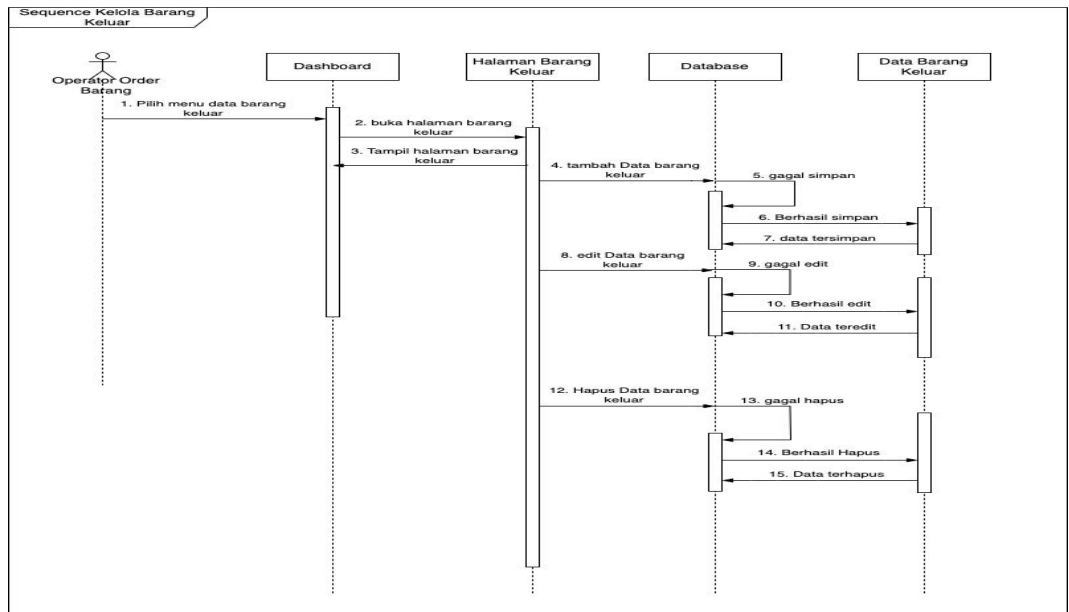 Sequence Kelola Barang
Keluar
Operator Order
Barang
Dashboard
Halaman Barang
Keluar
Database
Data Barang
Keluar
1. Pilih menu data barang
keluar
2. buka halaman barang
keluar
3. Tampil halaman barang
keluar
4. tambah Data barang
keluar
5. gagal simpan
6. Berhasil simpan
7. data tersimpan
8. edit Data barang
keluar
9. gagal edit
10. Berhasil edit
11. Data teredit
12. Hapus Data barang
keluar
13. gagal hapus
14. Berhasil Hapus
15. Data terhapus